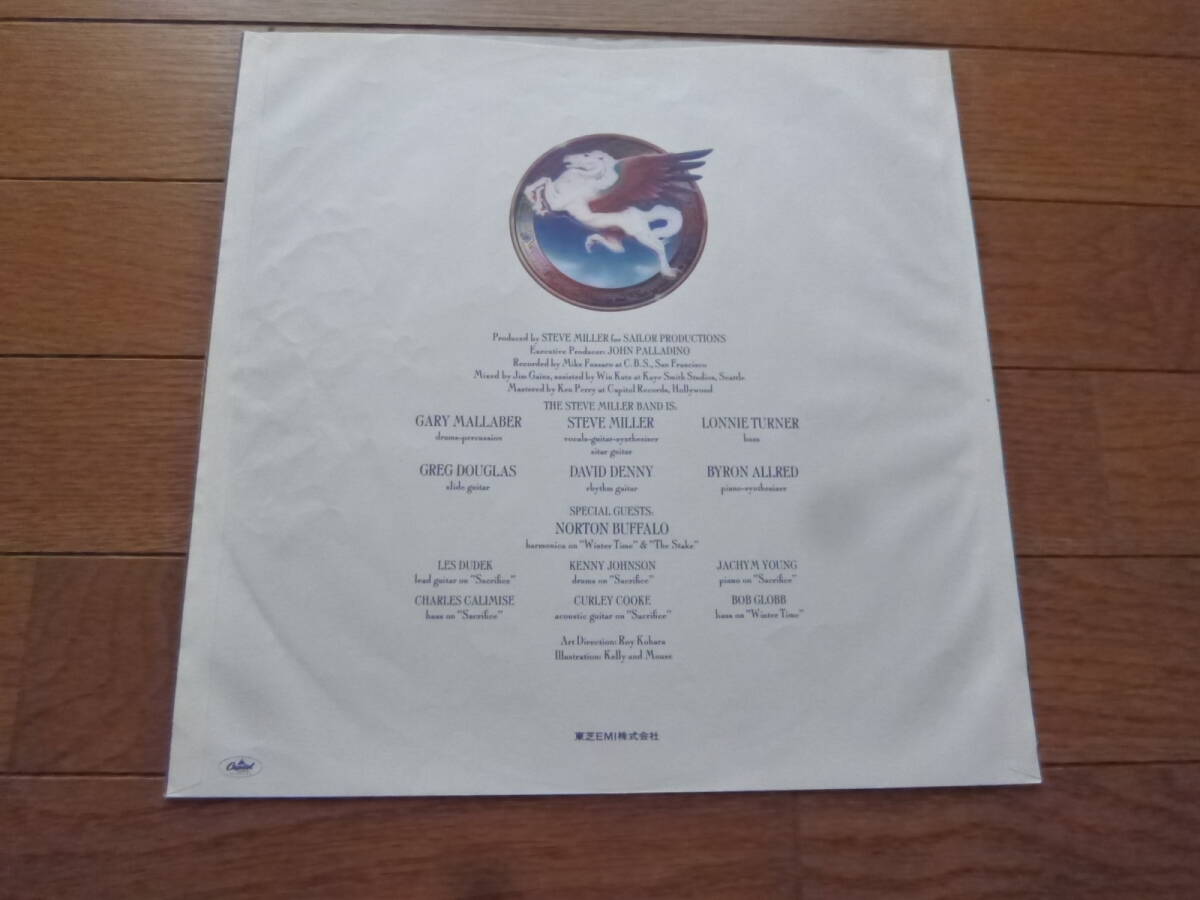 Produced by STEVE MILLER for SAILOR PRODUCTIONS
Executive Producer: JOHN PALLADINO
Recorded by Mike Fusaro at C.B.S., San Francisco
Mixed by Jim Gains, assisted by Win Kutz at Kaye Smith Studios, Seattle
Mastered by Ken Perry at Capitol Records, Hollywood
THE STEVE MILLER BAND IS:
GARY MALLABER STEVE MILLER LONNIE TURNER
drums-percussion vocals-guitar-synthesizer bass
sitar guitar
GREG DOUGLAS DAVID DENNY BYRON ALLRED
slide guitar rhythm guitar piano-synthesizer
SPECIAL GUESTS:
NORTON BUFFALO
harmonica on "Winter Time" & "The Stake"
LES DUDEK KENNY JOHNSON JACHYM YOUNG
lead guitar on "Sacrifice" drums on "Sacrifice" piano on "Sacrifice"
CHARLES CALIMISE CURLEY COOKE BOB GLOBB
bass on "Sacrifice" acoustic guitar on "Sacrifice" bass on "Winter Time"
Art Direction: Roy Kohara
Illustration: Kelly and Mouse
東芝EMI株式会社
Capitol